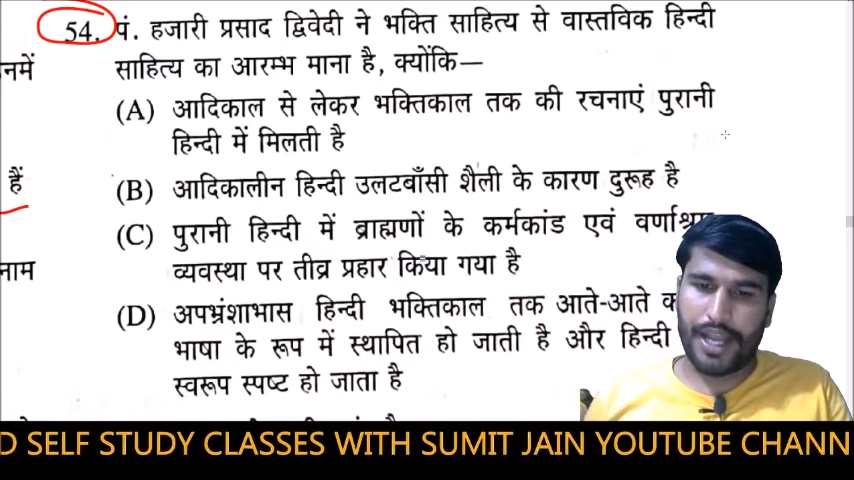 54. पं. हजारी प्रसाद द्विवेदी ने भक्ति साहित्य से वास्तविक हिन्दी
नमें साहित्य का आरम्भ माना है, क्योंकि—
(A) आदिकाल से लेकर भक्तिकाल तक की रचनाएं पुरानी
हिन्दी में मिलती है
हैं (B) आदिकालीन हिन्दी उलटबाँसी शैली के कारण दुरूह है
(C) पुरानी हिन्दी में ब्राह्मणों के कर्मकांड एवं
नाम व्यवस्था पर तीव्र प्रहार किया गया है
(D) अपभ्रंशाभास हिन्दी भक्तिकाल तक आते-आते
भाषा के रूप में स्थापित हो जाती है और हिन्दी
स्वरूप स्पष्ट हो जाता है
D SELF STUDY CLASSES WITH SUMIT JAIN YOUTUBE CHANN